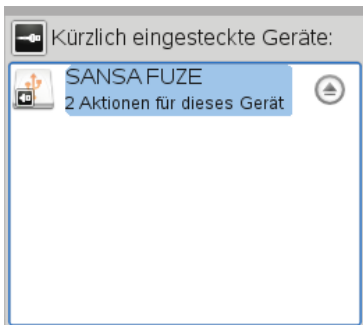 Kürzlich eingesteckte Geräte:
SANSA FUZE
2 Aktionen für dieses Gerät